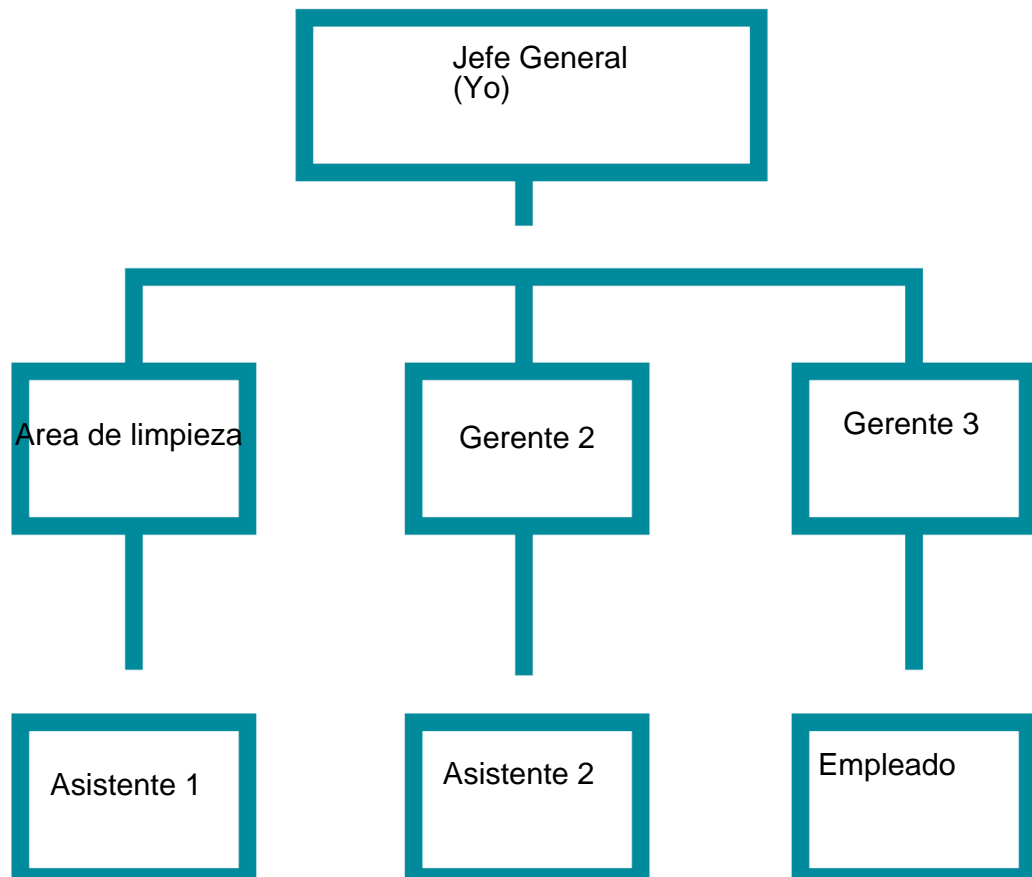 Jefe General
(Yo)
Area de limpieza
Gerente 2
Gerente 3
Asistente 1
Asistente 2
Empleado